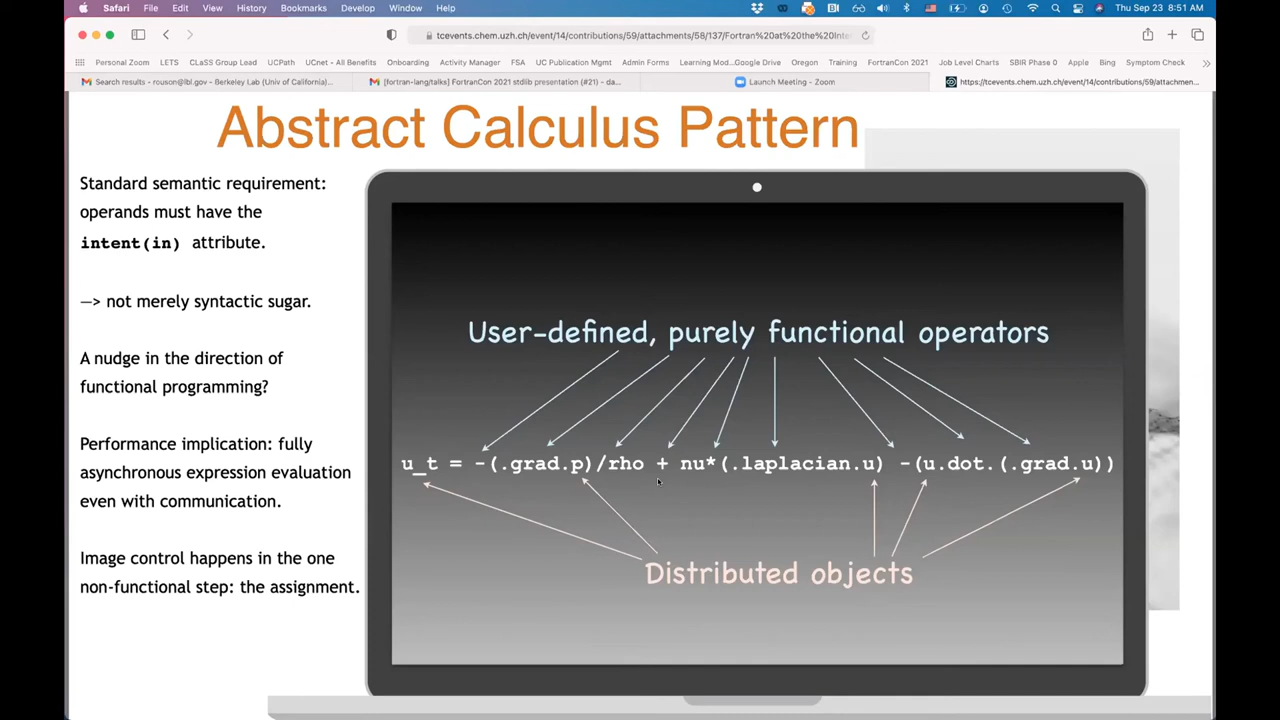 Safari File Edit View History Bookmarks Develop Window Help Thu Sep 23 8:51 AM
tcevents.chem.uzh.ch/event/14/contributions/59/attachments/58/137/Fortran%20at%20the%20Inte
Personal Zoom LETS CLaSS Group Lead UCPath UCnet - All Benefits Onboarding Activity Manager FSA UC Publication Mgmt Admin Forms Learning Mod...Google Drive Oregon Training FortranCon 2021 Job Level Charts SBIR Phase 0 Apple Bing Symptom Check
Search results - rouson@lbl.gov - Berkeley Lab (Univ of California)... [fortran-lang/talks] FortranCon 2021 stdlib presentation (#21) - da... Launch Meeting - Zoom https://tcevents.chem.uzh.ch/event/14/contributions/59/attachm...
Abstract Calculus Pattern
Standard semantic requirement:
operands must have the
intent(in) attribute.
—> not merely syntactic sugar.
A nudge in the direction of
functional programming?
Performance implication: fully
asynchronous expression evaluation
even with communication.
Image control happens in the one
non-functional step: the assignment.
User-defined, purely functional operators
u_t = -(.grad.p)/rho + nu*(.laplacian.u) -(u.dot.(.grad.u))
Distributed objects